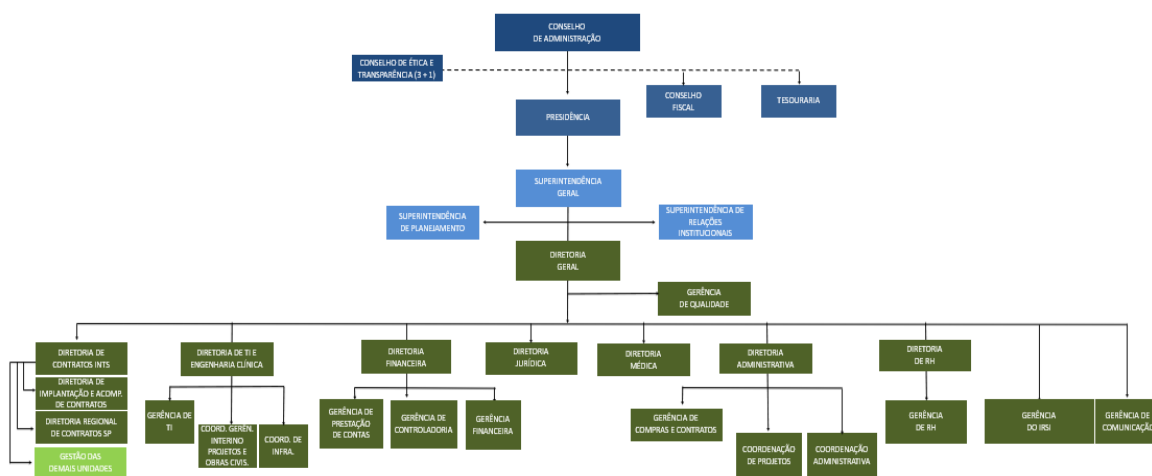 CONSELHO
DE ADMINISTRAÇÃO
CONSELHO DE ÉTICA E
TRANSPARÊNCIA (3 + 1)
CONSELHO
FISCAL
TESOURARIA
PRESIDÊNCIA
SUPERINTENDÊNCIA
GERAL
SUPERINTENDÊNCIA
DE PLANEJAMENTO
SUPERINTENDÊNCIA DE
RELAÇÕES
INSTITUCIONAIS
DIRETORIA
GERAL
GERÊNCIA
DE QUALIDADE
DIRETORIA DE
CONTRATOS INTS
DIRETORIA DE TI E
ENGENHARIA CLÍNICA
DIRETORIA
FINANCEIRA
DIRETORIA
JURÍDICA
DIRETORIA
MÉDICA
DIRETORIA
ADMINISTRATIVA
DIRETORIA
DE RH
DIRETORIA DE
IMPLANTAÇÃO E ACOMP.
DE CONTRATOS
DIRETORIA REGIONAL
DE CONTRATOS SP
GESTÃO DAS
DEMAIS UNIDADES
GERÊNCIA DE
TI
COORD. GERÊN.
INTERINO
PROJETOS E
OBRAS CIVIS.
COORD. DE
INFRA.
GERÊNCIA DE
PRESTAÇÃO
DE CONTAS
GERÊNCIA DE
CONTROLADORIA
GERÊNCIA
FINANCEIRA
GERÊNCIA DE
COMPRAS E CONTRATOS
COORDENAÇÃO
DE PROJETOS
COORDENAÇÃO
ADMINISTRATIVA
GERÊNCIA
DE RH
GERÊNCIA
DO IRSI
GERÊNCIA DE
COMUNICAÇÃO